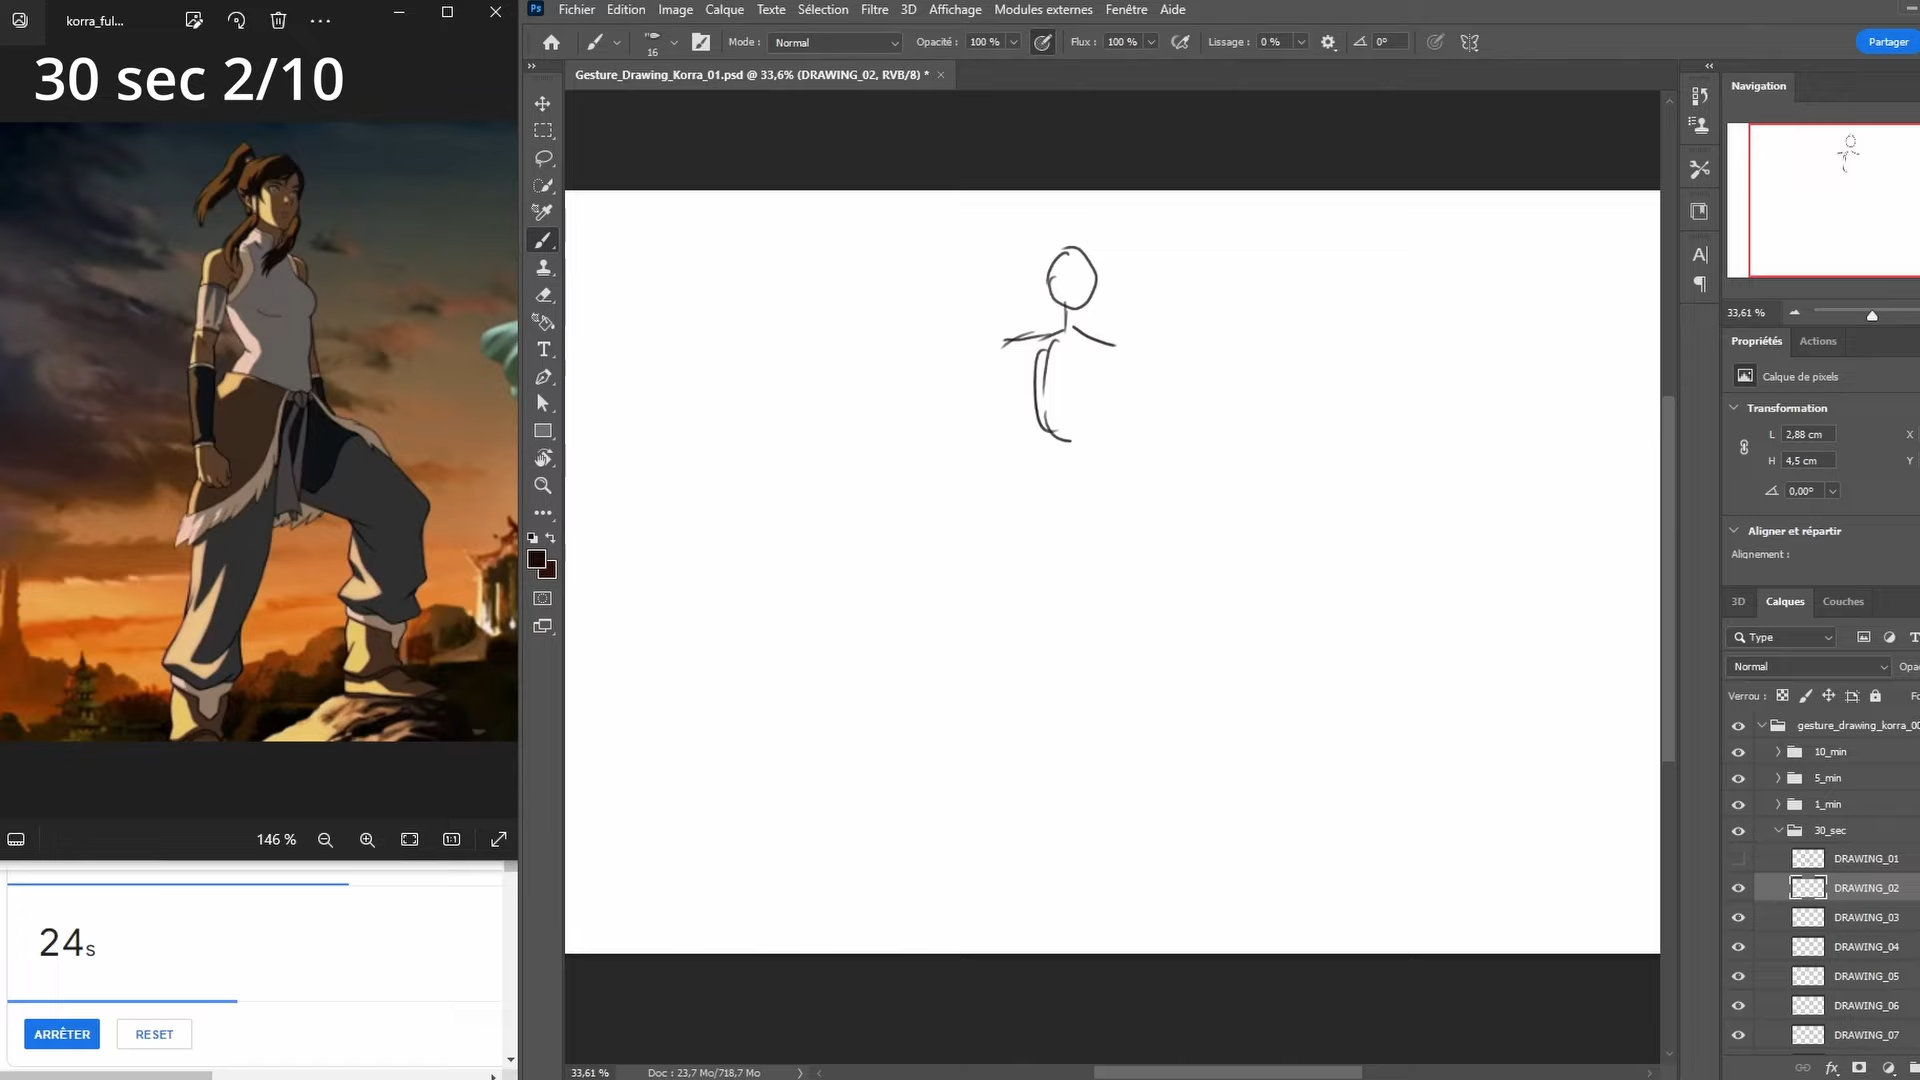 korra_ful...
30 sec 2/10
146 %
24s
ARRÊTER
RESET
Ps
Fichier Edition Image Calque Texte Sélection Filtre 3D Affichage Modules externes Fenêtre Aide
16
Mode : Normal
Opacité : 100 %
Flux : 100 %
Lissage : 0 %
0°
Partager
Gesture_Drawing_Korra_01.psd @ 33,6% (DRAWING_02, RVB/8) *
33,61 %
Doc : 23,7 Mo/718,7 Mo
Navigation
33,61 %
Propriétés Actions
Calque de pixels
Transformation
L 2,88 cm X
H 4,5 cm Y
0,00°
Aligner et répartir
Alignement :
3D Calques Couches
Type
Normal
Verrou :
gesture_drawing_korra_00
10_min
5_min
1_min
30_sec
DRAWING_01
DRAWING_02
DRAWING_03
DRAWING_04
DRAWING_05
DRAWING_06
DRAWING_07
fx